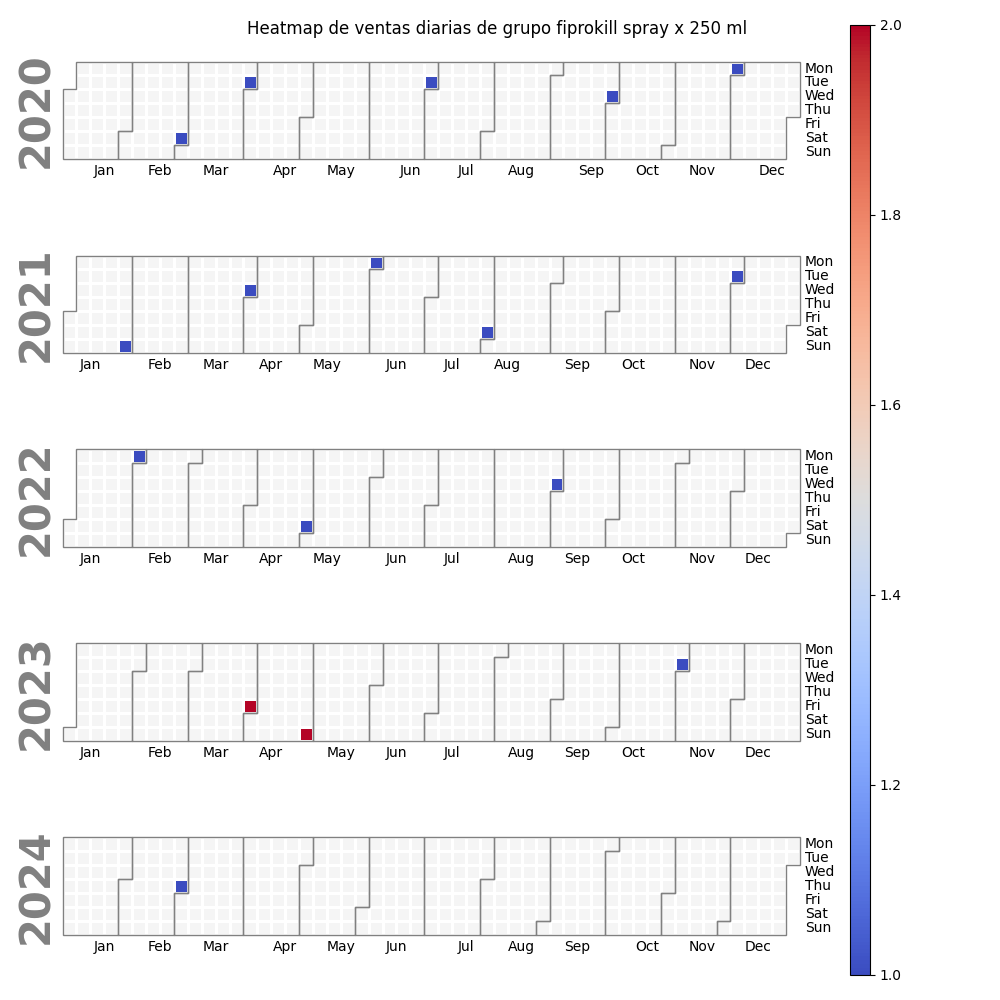 Heatmap de ventas diarias de grupo fiprokill spray x 250 ml
2020
Mon
Tue
Wed
Thu
Fri
Sat
Sun
Jan Feb Mar Apr May Jun Jul Aug Sep Oct Nov Dec
2021
Mon
Tue
Wed
Thu
Fri
Sat
Sun
Jan Feb Mar Apr May Jun Jul Aug Sep Oct Nov Dec
2022
Mon
Tue
Wed
Thu
Fri
Sat
Sun
Jan Feb Mar Apr May Jun Jul Aug Sep Oct Nov Dec
2023
Mon
Tue
Wed
Thu
Fri
Sat
Sun
Jan Feb Mar Apr May Jun Jul Aug Sep Oct Nov Dec
2024
Mon
Tue
Wed
Thu
Fri
Sat
Sun
Jan Feb Mar Apr May Jun Jul Aug Sep Oct Nov Dec
2.0
1.8
1.6
1.4
1.2
1.0